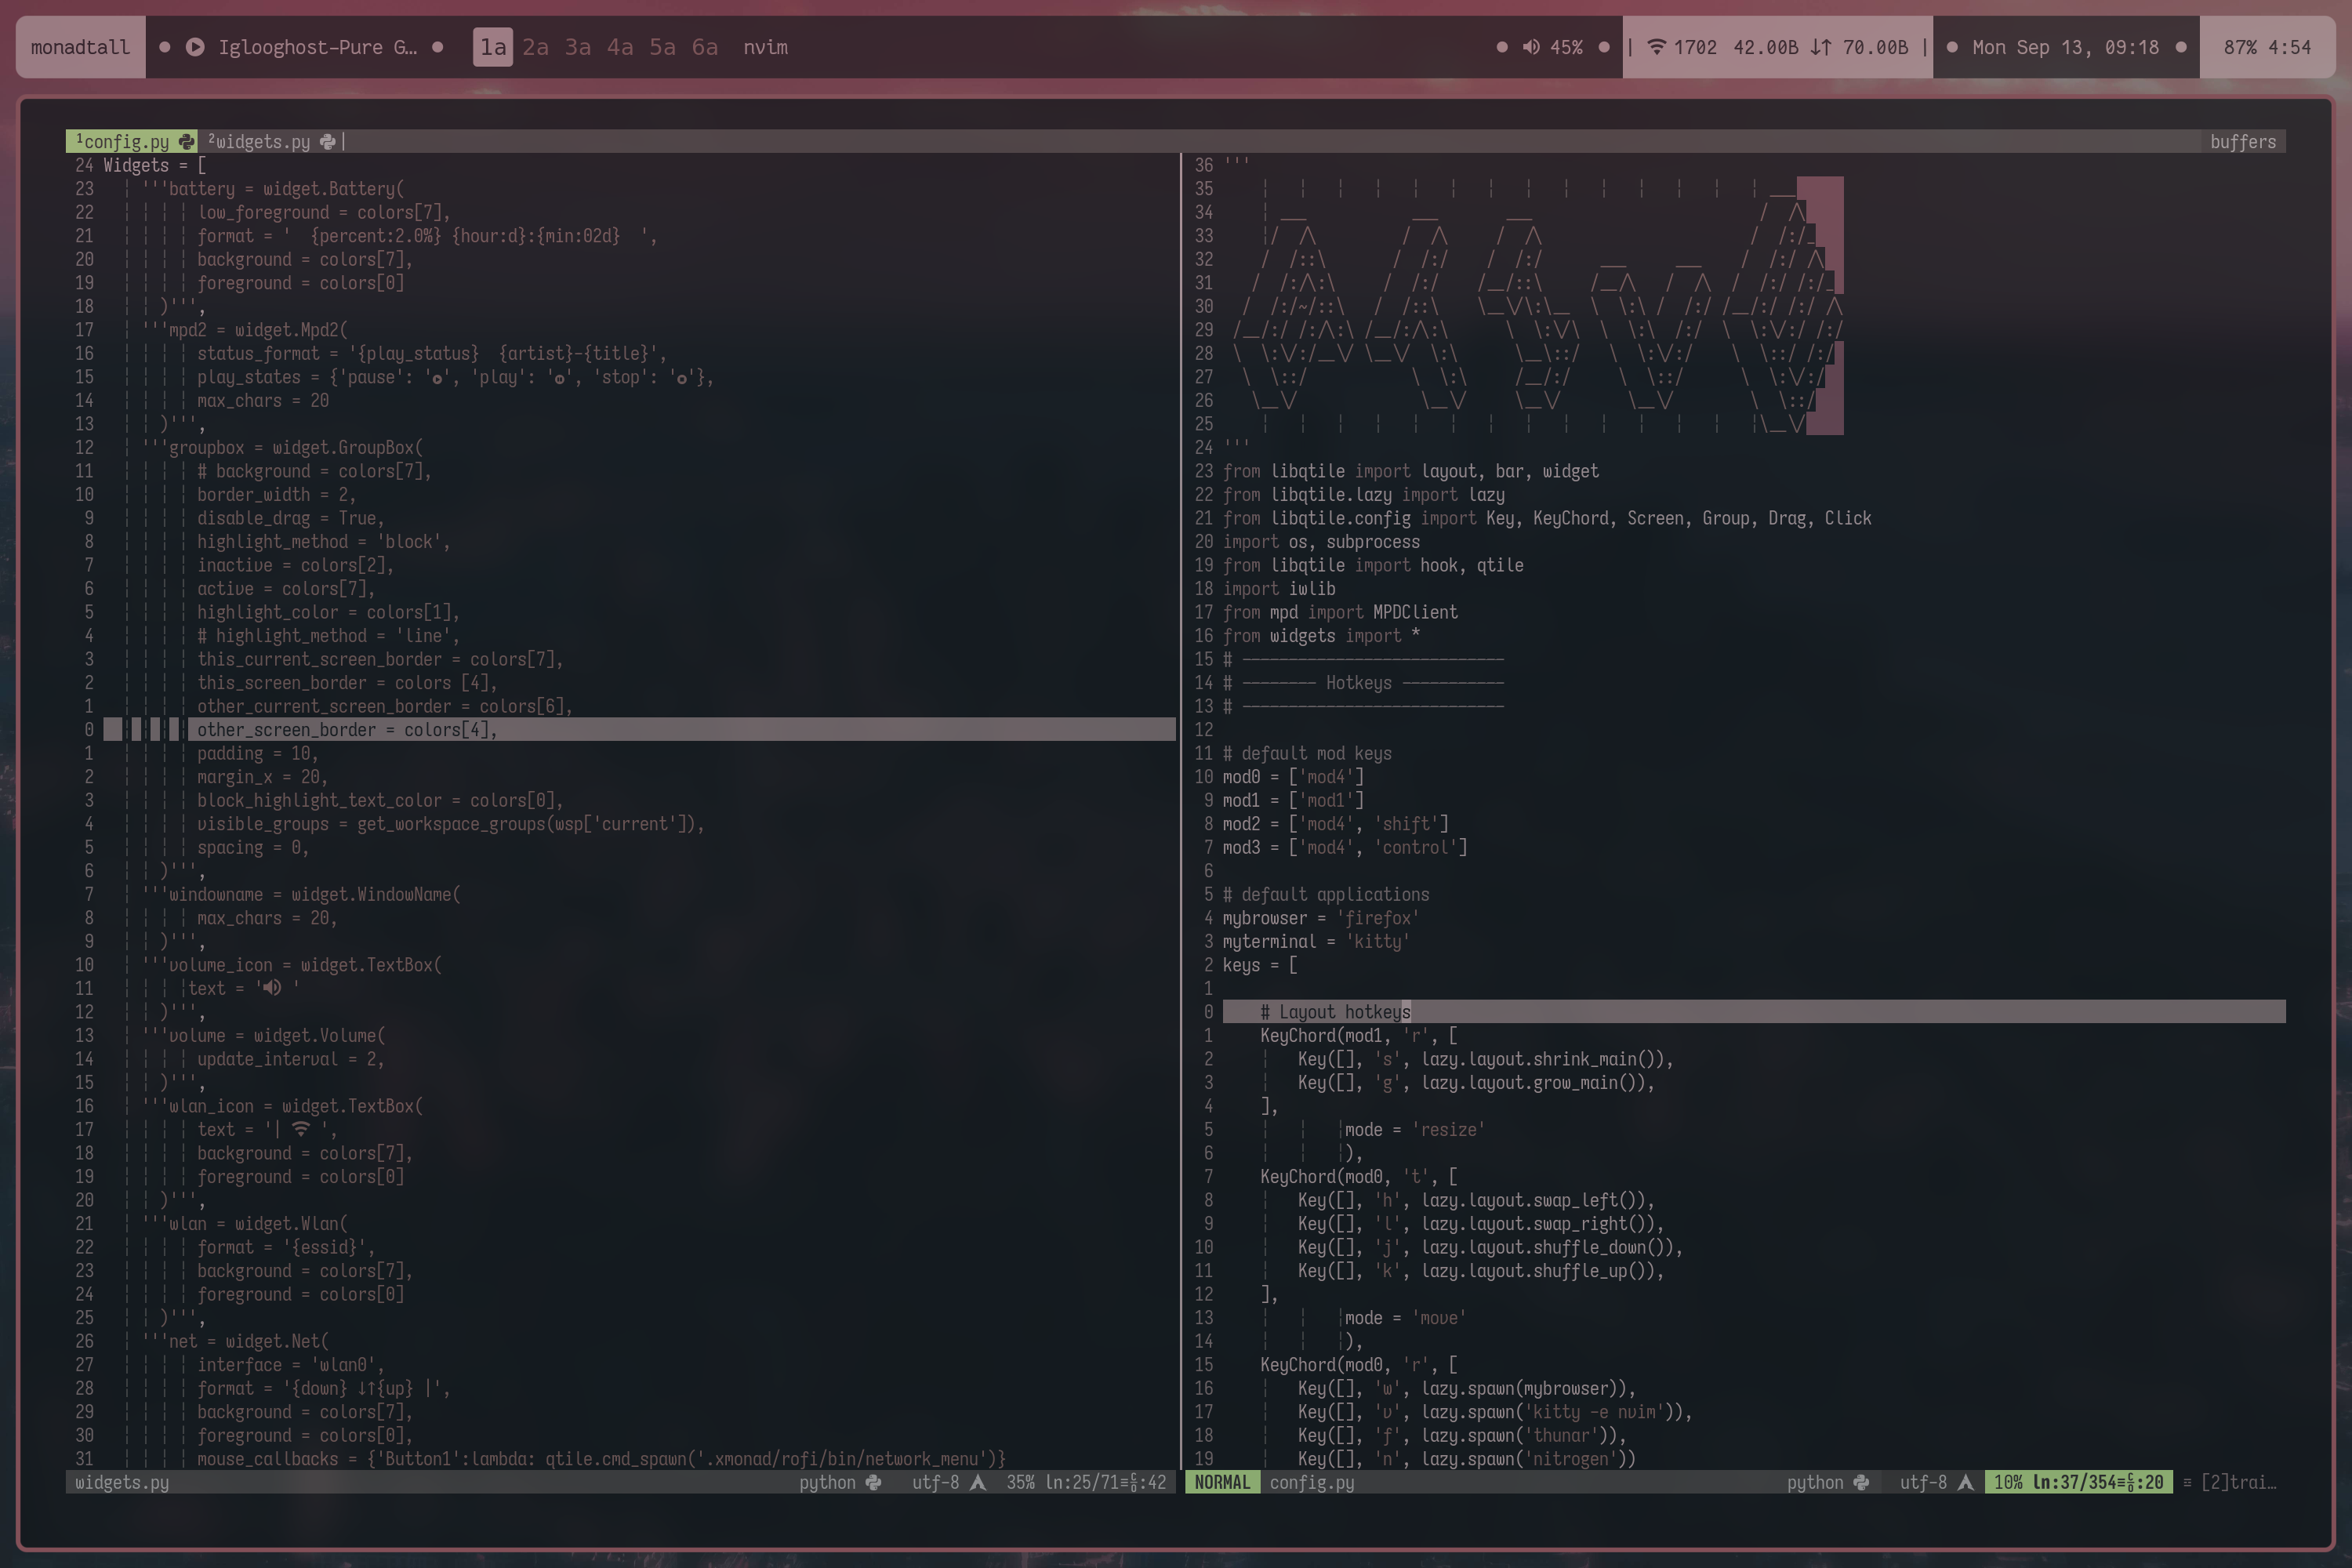 monadtall ● Iglooghost-Pure G… ● 1a 2a 3a 4a 5a 6a nvim ● 45% ● | 1702 42.00B ↓↑ 70.00B | ● Mon Sep 13, 09:18 ● 87% 4:54
1config.py 2widgets.py | buffers
24 Widgets = [
23 '''battery = widget.Battery(
22 low_foreground = colors[7],
21 format = '  {percent:2.0%} {hour:d}:{min:02d}  ',
20 background = colors[7],
19 foreground = colors[0]
18 )''',
17 '''mpd2 = widget.Mpd2(
16 status_format = '{play_status}  {artist}-{title}',
15 play_states = {'pause': '', 'play': '', 'stop': ''},
14 max_chars = 20
13 )''',
12 '''groupbox = widget.GroupBox(
11 # background = colors[7],
10 border_width = 2,
9 disable_drag = True,
8 highlight_method = 'block',
7 inactive = colors[2],
6 active = colors[7],
5 highlight_color = colors[1],
4 # highlight_method = 'line',
3 this_current_screen_border = colors[7],
2 this_screen_border = colors [4],
1 other_current_screen_border = colors[6],
0 other_screen_border = colors[4],
1 padding = 10,
2 margin_x = 20,
3 block_highlight_text_color = colors[0],
4 visible_groups = get_workspace_groups(wsp['current']),
5 spacing = 0,
6 )''',
7 '''windowname = widget.WindowName(
8 max_chars = 20,
9 )''',
10 '''volume_icon = widget.TextBox(
11 text = ' '
12 )''',
13 '''volume = widget.Volume(
14 update_interval = 2,
15 )''',
16 '''wlan_icon = widget.TextBox(
17 text = '|  ',
18 background = colors[7],
19 foreground = colors[0]
20 )''',
21 '''wlan = widget.Wlan(
22 format = '{essid}',
23 background = colors[7],
24 foreground = colors[0]
25 )''',
26 '''net = widget.Net(
27 interface = 'wlan0',
28 format = '{down} ↓↑{up} |',
29 background = colors[7],
30 foreground = colors[0],
31 mouse_callbacks = {'Button1':lambda: qtile.cmd_spawn('.xmonad/rofi/bin/network_menu')}
widgets.py python utf-8 35% ln:25/71≡:42
36 '''
35
34
33
32
31
30
29
28
27
26
25
24 '''
23 from libqtile import layout, bar, widget
22 from libqtile.lazy import lazy
21 from libqtile.config import Key, KeyChord, Screen, Group, Drag, Click
20 import os, subprocess
19 from libqtile import hook, qtile
18 import iwlib
17 from mpd import MPDClient
16 from widgets import *
15 # ----------------------------
14 # -------- Hotkeys -----------
13 # ----------------------------
12
11 # default mod keys
10 mod0 = ['mod4']
9 mod1 = ['mod1']
8 mod2 = ['mod4', 'shift']
7 mod3 = ['mod4', 'control']
6
5 # default applications
4 mybrowser = 'firefox'
3 myterminal = 'kitty'
2 keys = [
1
0 # Layout hotkeys
1 KeyChord(mod1, 'r', [
2 Key([], 's', lazy.layout.shrink_main()),
3 Key([], 'g', lazy.layout.grow_main()),
4 ],
5 mode = 'resize'
6 ),
7 KeyChord(mod0, 't', [
8 Key([], 'h', lazy.layout.swap_left()),
9 Key([], 'l', lazy.layout.swap_right()),
10 Key([], 'j', lazy.layout.shuffle_down()),
11 Key([], 'k', lazy.layout.shuffle_up()),
12 ],
13 mode = 'move'
14 ),
15 KeyChord(mod0, 'r', [
16 Key([], 'w', lazy.spawn(mybrowser)),
17 Key([], 'v', lazy.spawn('kitty -e nvim')),
18 Key([], 'f', lazy.spawn('thunar')),
19 Key([], 'n', lazy.spawn('nitrogen'))
NORMAL config.py python utf-8 10% ln:37/354≡:20 [2]trai…